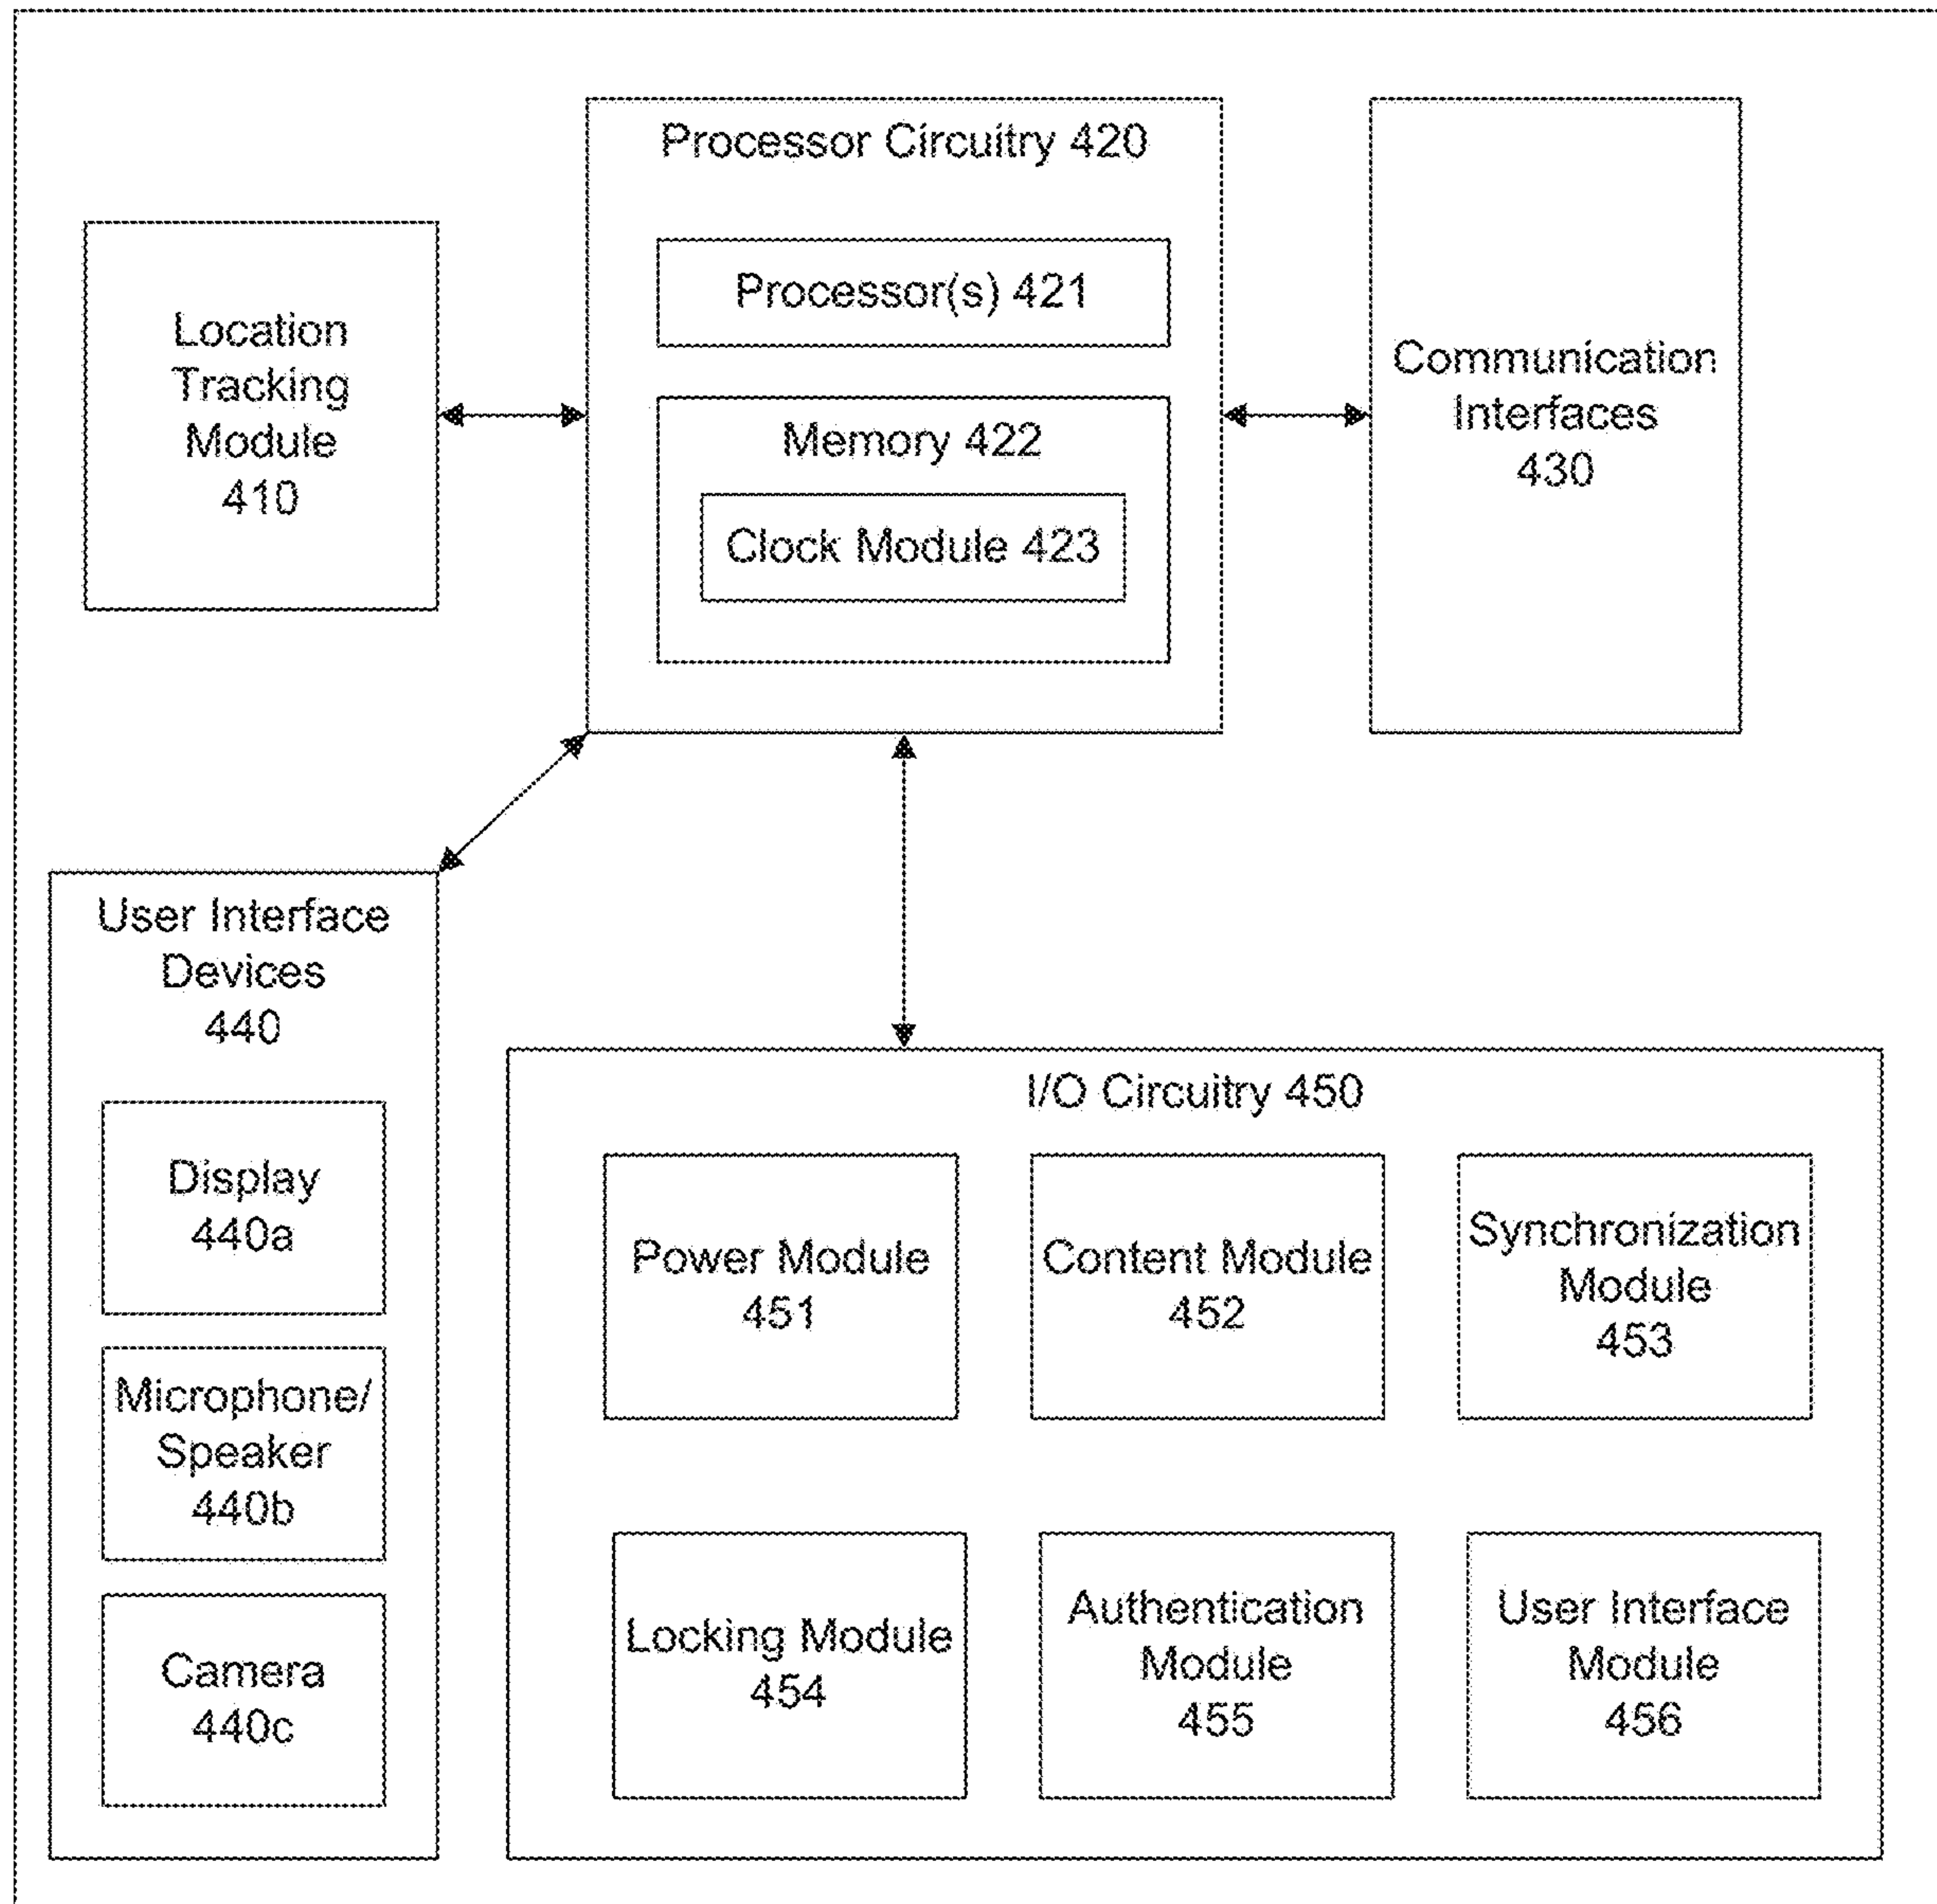 Processor Circuitry 420
Processor(s) 421
Memory 422
Clock Module 423
Location
Tracking
Module
410
Communication
Interfaces
430
User Interface
Devices
440
Display
440a
Microphone/
Speaker
440b
Camera
440c
I/O Circuitry 450
Power Module
451
Content Module
452
Synchronization
Module
453
Locking Module
454
Authentication
Module
455
User Interface
Module
456